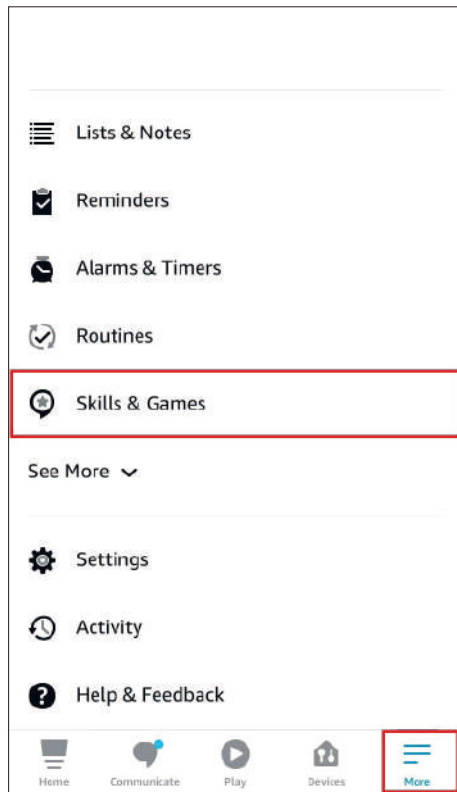 Lists & Notes
Reminders
Alarms & Timers
Routines
Skills & Games
See More
Settings
Activity
Help & Feedback
Home Communicate Play Devices More